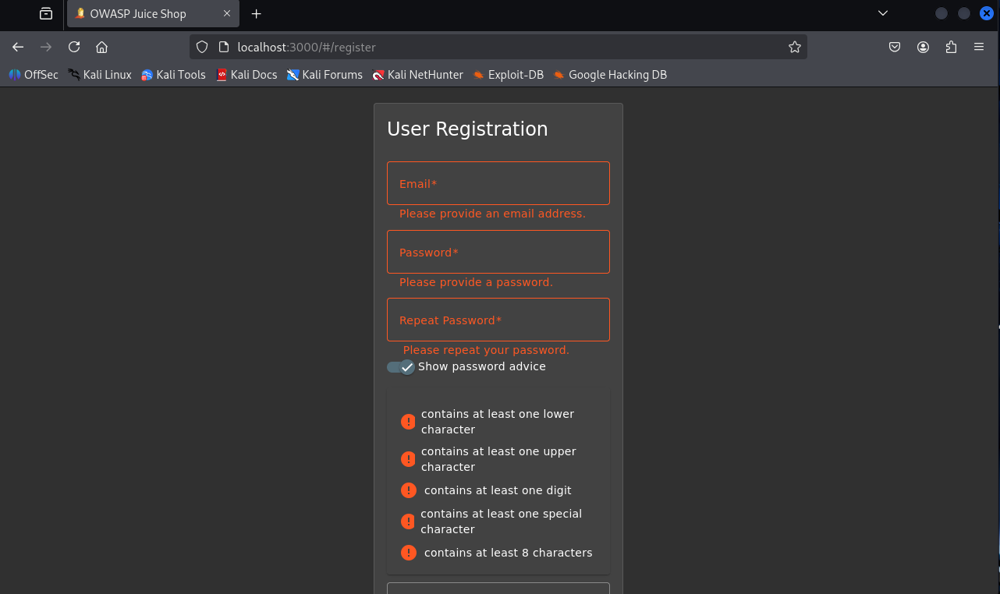 OWASP Juice Shop
localhost:3000/#/register
OffSec Kali Linux Kali Tools Kali Docs Kali Forums Kali NetHunter Exploit-DB Google Hacking DB
User Registration
Email*
Please provide an email address.
Password*
Please provide a password.
Repeat Password*
Please repeat your password.
Show password advice
contains at least one lower
character
contains at least one upper
character
contains at least one digit
contains at least one special
character
contains at least 8 characters